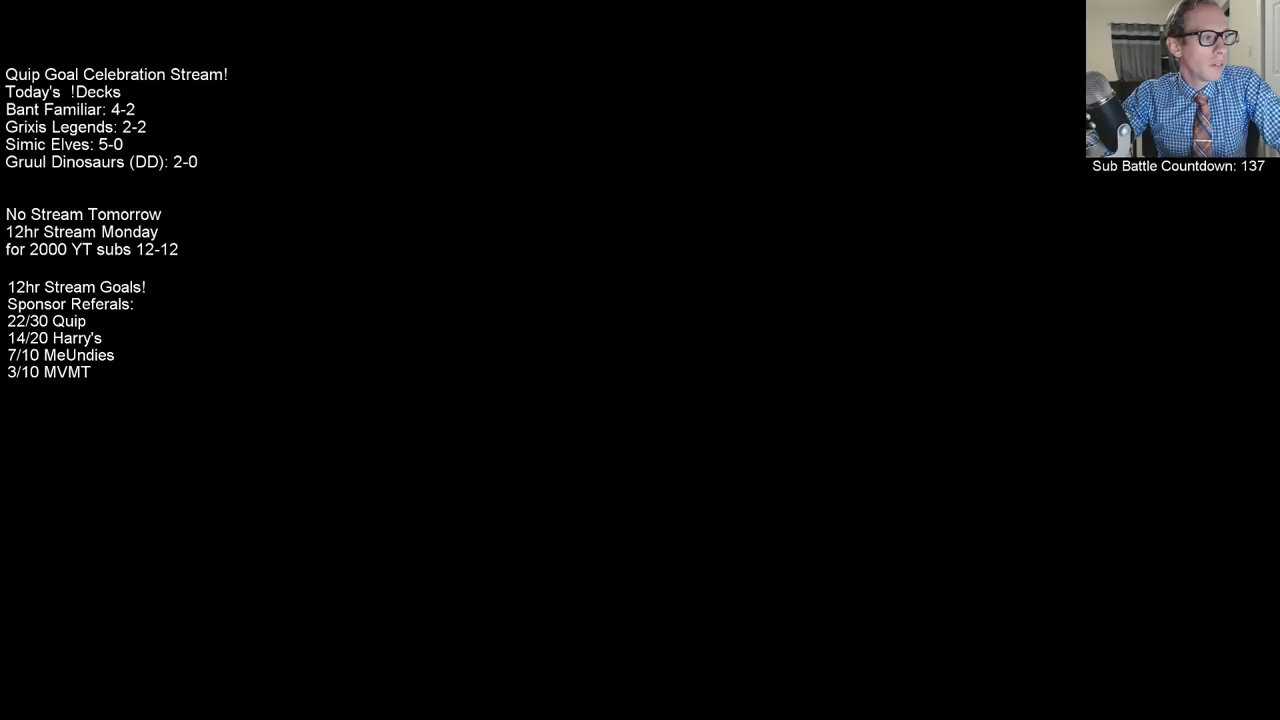 Quip Goal Celebration Stream!
Today's !Decks
Bant Familiar: 4-2
Grixis Legends: 2-2
Simic Elves: 5-0
Gruul Dinosaurs (DD): 2-0
No Stream Tomorrow
12hr Stream Monday
for 2000 YT subs 12-12
12hr Stream Goals!
Sponsor Referals:
22/30 Quip
14/20 Harry's
7/10 MeUndies
3/10 MVMT
Sub Battle Countdown: 137